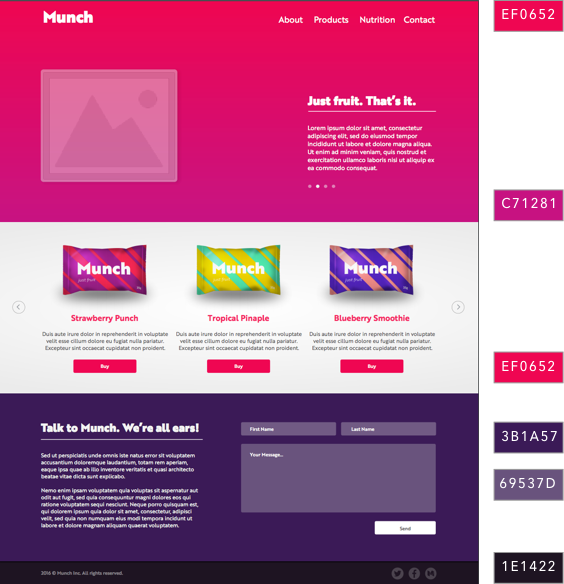 Munch
About Products Nutrition Contact
Just fruit. That's it.
Lorem ipsum dolor sit amet, consectetur
adipiscing elit, sed do eiusmod tempor
incididunt ut labore et dolore magna aliqua.
Ut enim ad minim veniam, quis nostrud et
exercitation ullamco laboris nisi ut aliquip ex
ea commodo consequat.
Munch
just fruit
Munch
just fruit
Munch
just fruit
Strawberry Punch
Tropical Pinaple
Blueberry Smoothie
Duis aute irure dolor in reprehenderit in voluptate
velit esse cillum dolore eu fugiat nulla pariatur.
Excepteur sint occaecat cupidatat non proident.
Duis aute irure dolor in reprehenderit in voluptate
velit esse cillum dolore eu fugiat nulla pariatur.
Excepteur sint occaecat cupidatat non proident.
Duis aute irure dolor in reprehenderit in voluptate
velit esse cillum dolore eu fugiat nulla pariatur.
Excepteur sint occaecat cupidatat non proident.
Buy
Buy
Buy
Talk to Munch. We're all ears!
Sed ut perspiciatis unde omnis iste natus error sit voluptatem
accusantium doloremque laudantium, totam rem aperiam,
eaque ipsa quae ab illo inventore veritatis et quasi architecto
beatae vitae dicta sunt explicabo.
Nemo enim ipsam voluptatem quia voluptas sit aspernatur aut
odit aut fugit, sed quia consequuntur magni dolores eos qui
ratione voluptatem sequi nesciunt. Neque porro quisquam est,
qui dolorem ipsum quia dolor sit amet, consectetur, adipisci
velit, sed quia non numquam eius modi tempora incidunt ut
labore et dolore magnam aliquam quaerat voluptatem.
First Name
Last Name
Your Message...
Send
2016 © Munch Inc. All rights reserved.
EF0652
C71281
EF0652
3B1A57
69537D
1E1422